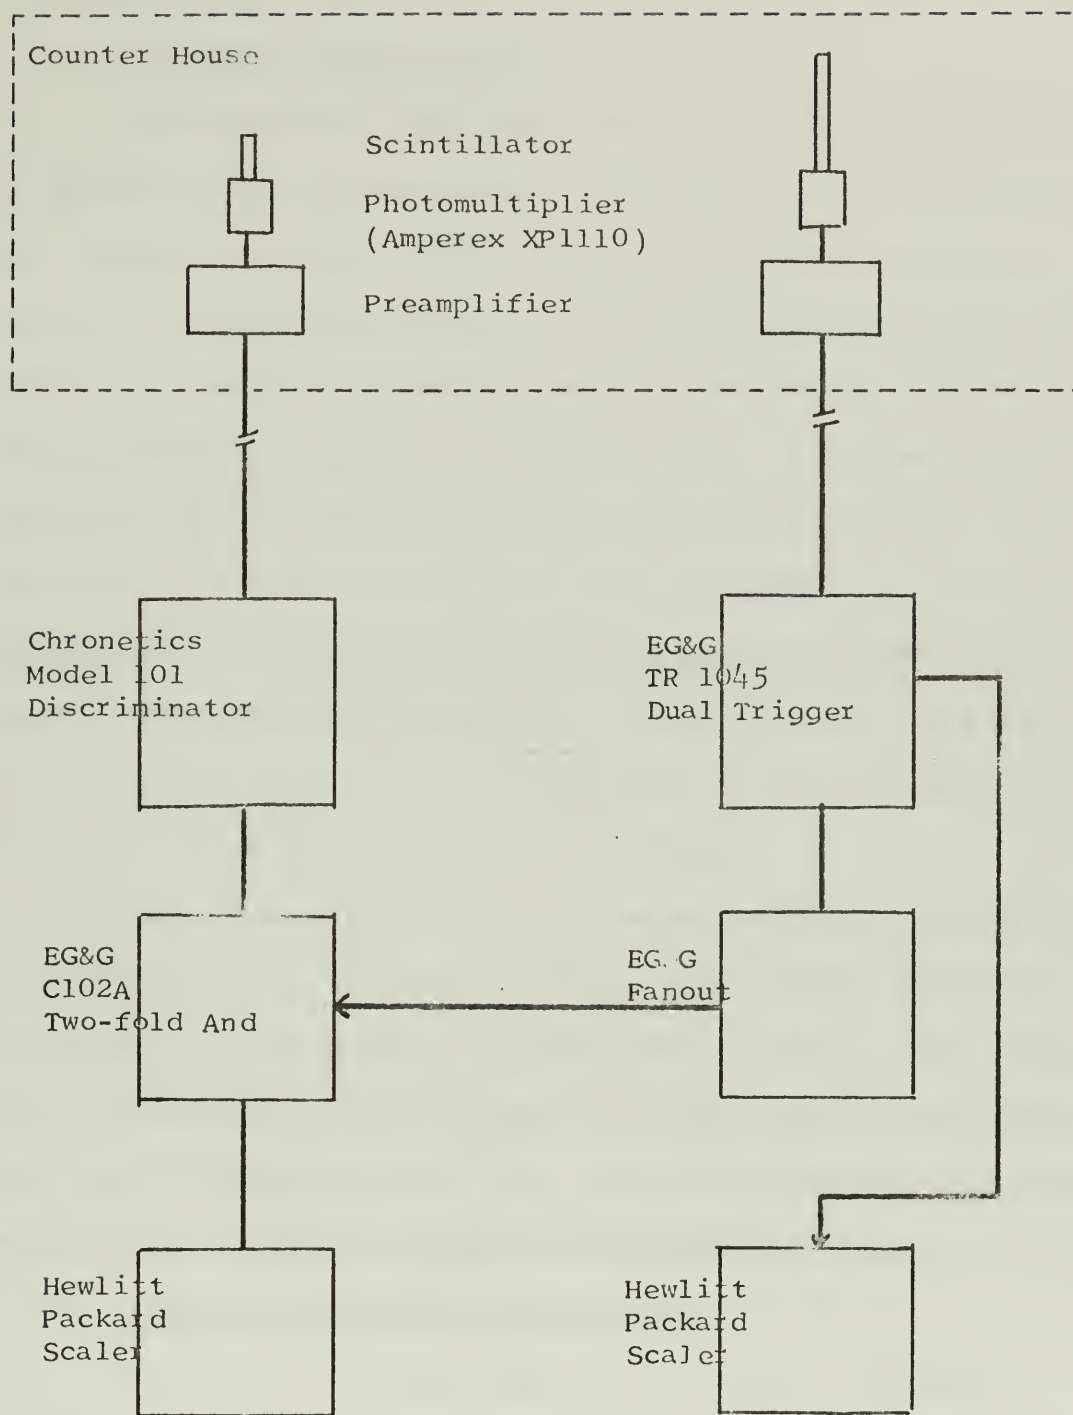 Counter House
Scintillator
Photomultiplier
(Amperex XP1110)
Preamplifier
Chronetics
Model 101
Discriminator
EG&G
TR 1045
Dual Trigger
EG&G
C102A
Two-fold And
EG&G
Fanout
Hewlitt
Packard
Scaler
Hewlitt
Packard
Scaler